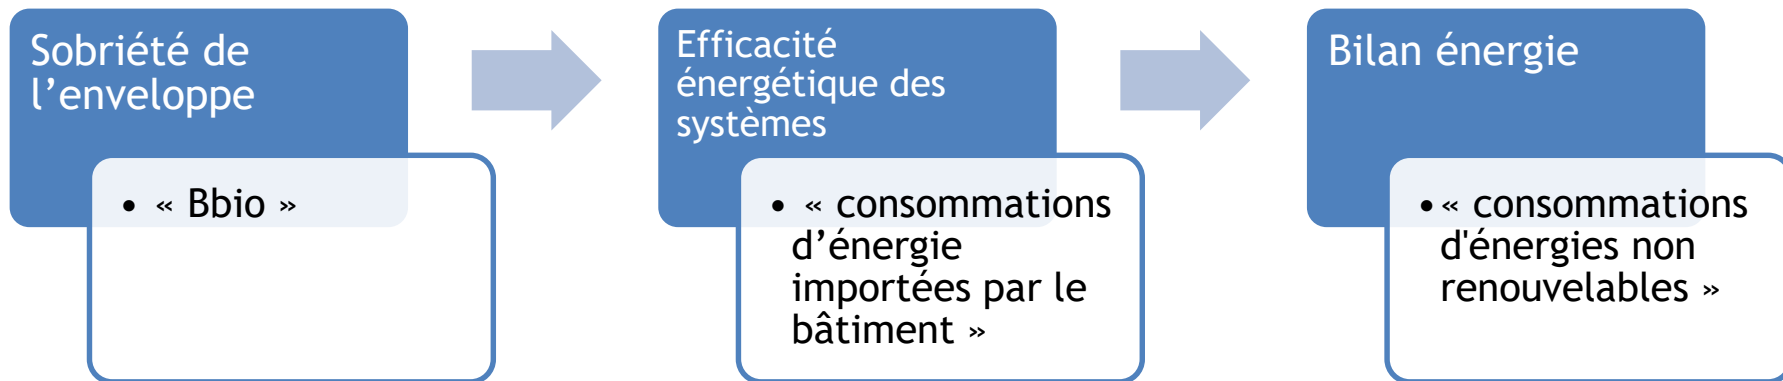 Sobriété de
l’enveloppe
• « Bbio »
Efficacité
énergétique des
systèmes
• « consommations
d’énergie
importées par le
bâtiment »
Bilan énergie
• « consommations
d'énergies non
renouvelables »